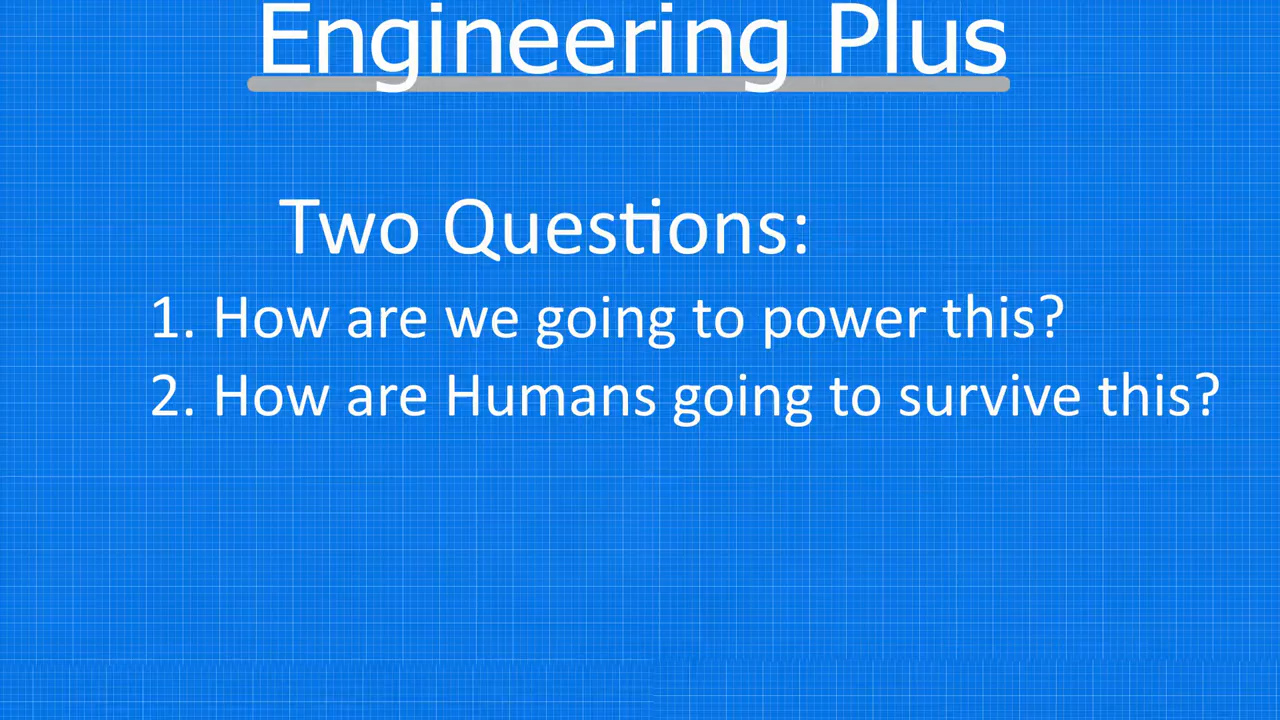 Engineering Plus
Two Questions:
1. How are we going to power this?
2. How are Humans going to survive this?